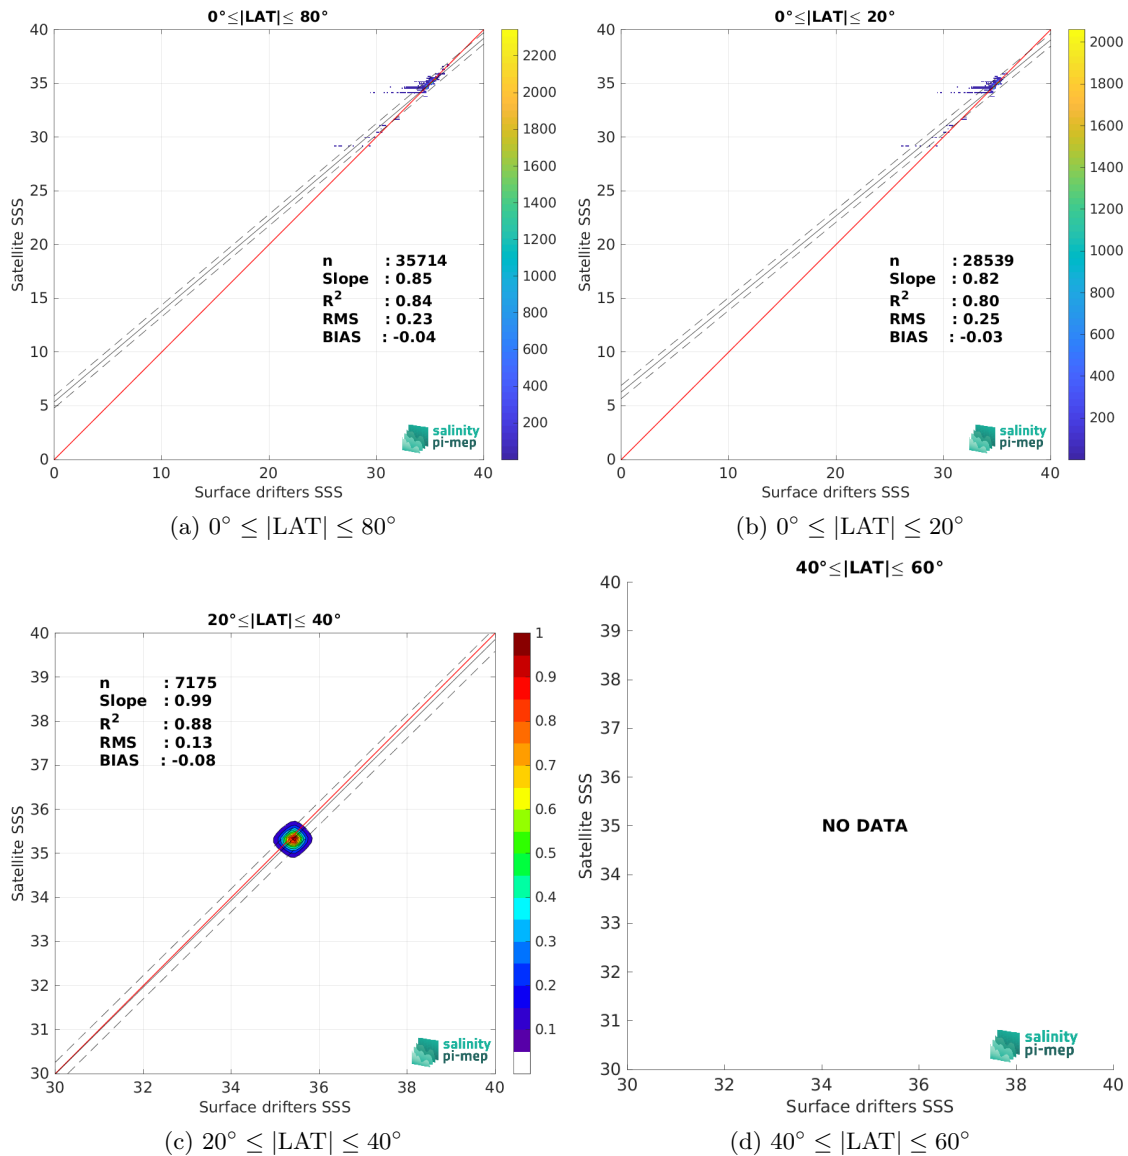 0°≤|LAT|≤ 80°
40
35
30
25
20
15
10
5
0
Satellite SSS
n : 35714
Slope : 0.85
R² : 0.84
RMS : 0.23
BIAS : -0.04
salinity
pi-mep
0 10 20 30 40
Surface drifters SSS
2200
2000
1800
1600
1400
1200
1000
800
600
400
200
(a) 0° ≤ |LAT| ≤ 80°
0°≤|LAT|≤ 20°
40
35
30
25
20
15
10
5
0
Satellite SSS
n : 28539
Slope : 0.82
R² : 0.80
RMS : 0.25
BIAS : -0.03
salinity
pi-mep
0 10 20 30 40
Surface drifters SSS
2000
1800
1600
1400
1200
1000
800
600
400
200
(b) 0° ≤ |LAT| ≤ 20°
20°≤|LAT|≤ 40°
40
39
38
37
36
35
34
33
32
31
30
Satellite SSS
n : 7175
Slope : 0.99
R² : 0.88
RMS : 0.13
BIAS : -0.08
salinity
pi-mep
30 32 34 36 38 40
Surface drifters SSS
1
0.9
0.8
0.7
0.6
0.5
0.4
0.3
0.2
0.1
(c) 20° ≤ |LAT| ≤ 40°
40°≤|LAT|≤ 60°
40
39
38
37
36
35
34
33
32
31
30
Satellite SSS
NO DATA
salinity
pi-mep
30 32 34 36 38 40
Surface drifters SSS
(d) 40° ≤ |LAT| ≤ 60°